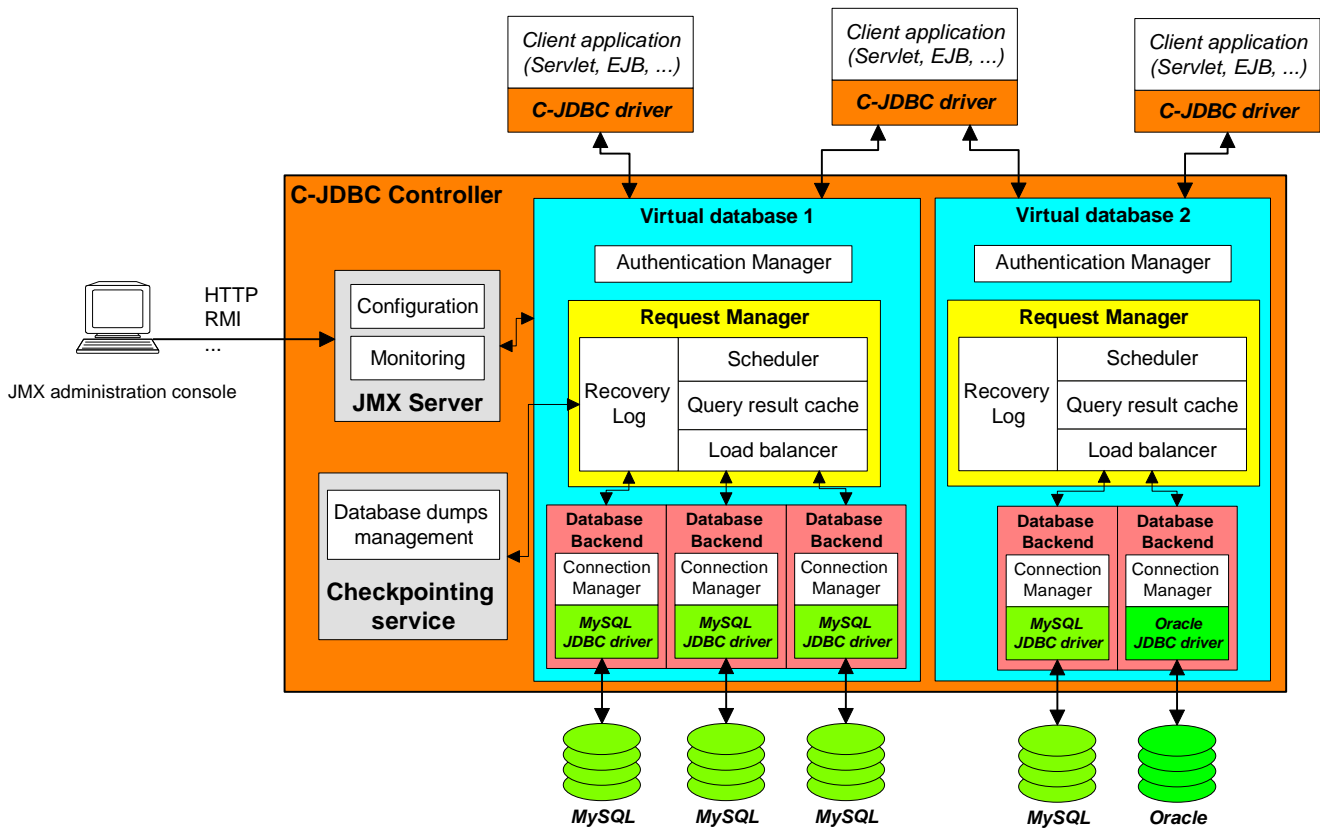 Client application
(Servlet, EJB, ...)
C-JDBC driver
Client application
(Servlet, EJB, ...)
C-JDBC driver
Client application
(Servlet, EJB, ...)
C-JDBC driver
C-JDBC Controller
JMX administration console
HTTP
RMI
...
Configuration
Monitoring
JMX Server
Database dumps
management
Checkpointing
service
Virtual database 1
Authentication Manager
Request Manager
Recovery
Log
Scheduler
Query result cache
Load balancer
Database
Backend
Connection
Manager
MySQL
JDBC driver
Database
Backend
Connection
Manager
MySQL
JDBC driver
Database
Backend
Connection
Manager
MySQL
JDBC driver
MySQL
MySQL
MySQL
Virtual database 2
Authentication Manager
Request Manager
Recovery
Log
Scheduler
Query result cache
Load balancer
Database
Backend
Connection
Manager
MySQL
JDBC driver
Database
Backend
Connection
Manager
Oracle
JDBC driver
MySQL
Oracle